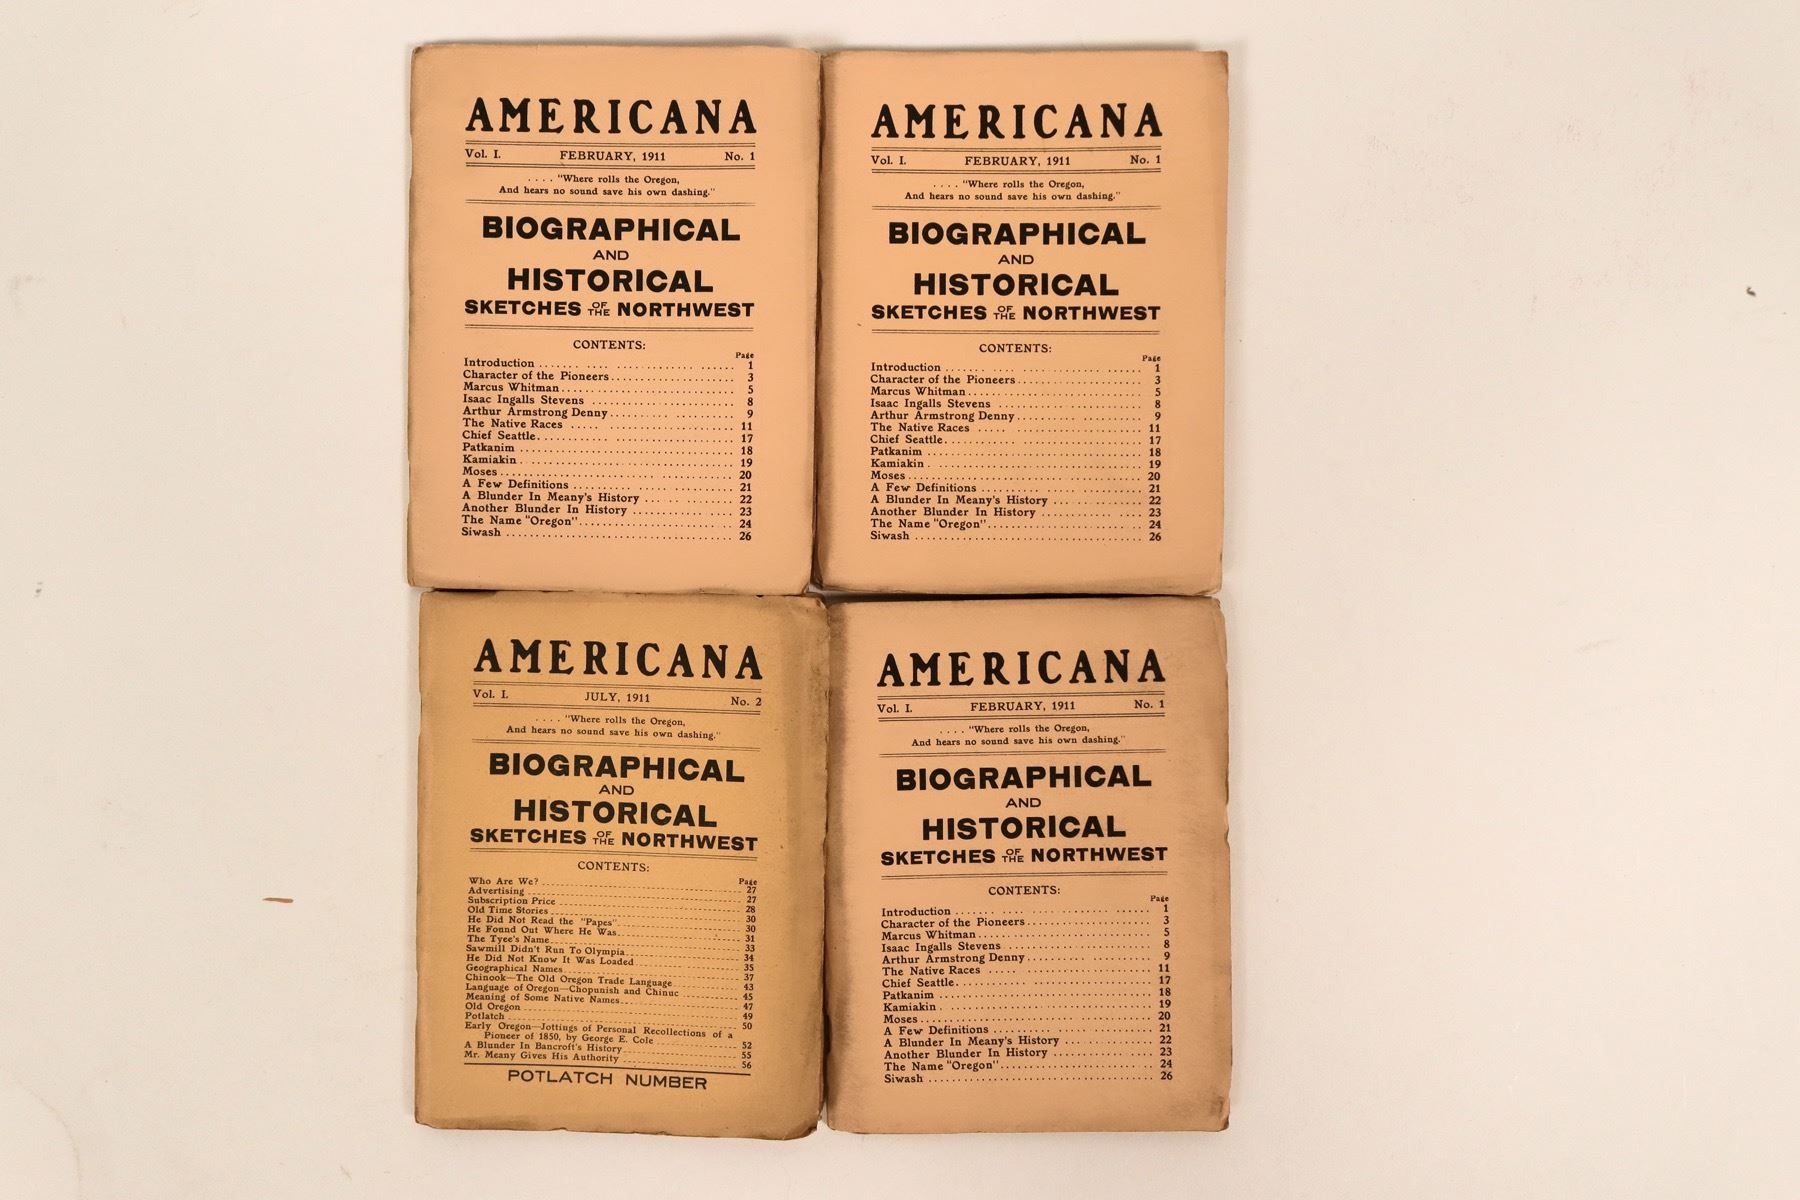 AMERICANA
Vol. I. FEBRUARY, 1911 No. 1
. . . . "Where rolls the Oregon,
And hears no sound save his own dashing."
BIOGRAPHICAL
AND
HISTORICAL
SKETCHES OF THE NORTHWEST
CONTENTS:
Page
Introduction 1
Character of the Pioneers 3
Marcus Whitman 5
Isaac Ingalls Stevens 8
Arthur Armstrong Denny 9
The Native Races 11
Chief Seattle 17
Patkanim 18
Kamiakin 19
Moses 20
A Few Definitions 21
A Blunder In Meany's History 22
Another Blunder In History 23
The Name "Oregon" 24
Siwash 26
AMERICANA
Vol. I. FEBRUARY, 1911 No. 1
. . . . "Where rolls the Oregon,
And hears no sound save his own dashing."
BIOGRAPHICAL
AND
HISTORICAL
SKETCHES OF THE NORTHWEST
CONTENTS:
Page
Introduction 1
Character of the Pioneers 3
Marcus Whitman 5
Isaac Ingalls Stevens 8
Arthur Armstrong Denny 9
The Native Races 11
Chief Seattle 17
Patkanim 18
Kamiakin 19
Moses 20
A Few Definitions 21
A Blunder In Meany's History 22
Another Blunder In History 23
The Name "Oregon" 24
Siwash 26
AMERICANA
Vol. I. JULY, 1911 No. 2
. . . . "Where rolls the Oregon,
And hears no sound save his own dashing."
BIOGRAPHICAL
AND
HISTORICAL
SKETCHES OF THE NORTHWEST
CONTENTS:
Page
Who Are We? 27
Advertising 27
Subscription Price 28
Old Time Stories 30
He Did Not Read the "Papes" 30
He Found Out Where He Was 31
The Tyee's Name 33
Sawmill Didn't Run To Olympia 34
He Did Not Know It Was Loaded 35
Geographical Names 37
Chinook—The Old Oregon Trade Language 43
Language of Oregon—Chopunish and Chinuc 45
Meaning of Some Native Names 47
Old Oregon 49
Potlatch 50
Early Oregon—Jottings of Personal Recollections of a
Pioneer of 1850, by George E. Cole 52
A Blunder In Bancroft's History 55
Mr. Meany Gives His Authority 56
POTLATCH NUMBER
AMERICANA
Vol. I. FEBRUARY, 1911 No. 1
. . . . "Where rolls the Oregon,
And hears no sound save his own dashing."
BIOGRAPHICAL
AND
HISTORICAL
SKETCHES OF THE NORTHWEST
CONTENTS:
Page
Introduction 1
Character of the Pioneers 3
Marcus Whitman 5
Isaac Ingalls Stevens 8
Arthur Armstrong Denny 9
The Native Races 11
Chief Seattle 17
Patkanim 18
Kamiakin 19
Moses 20
A Few Definitions 21
A Blunder In Meany's History 22
Another Blunder In History 23
The Name "Oregon" 24
Siwash 26